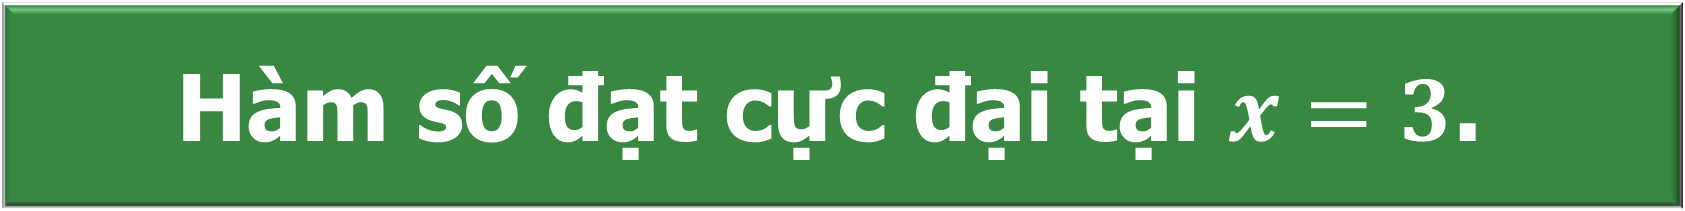 Hàm số đạt cực đại tại x = 3.